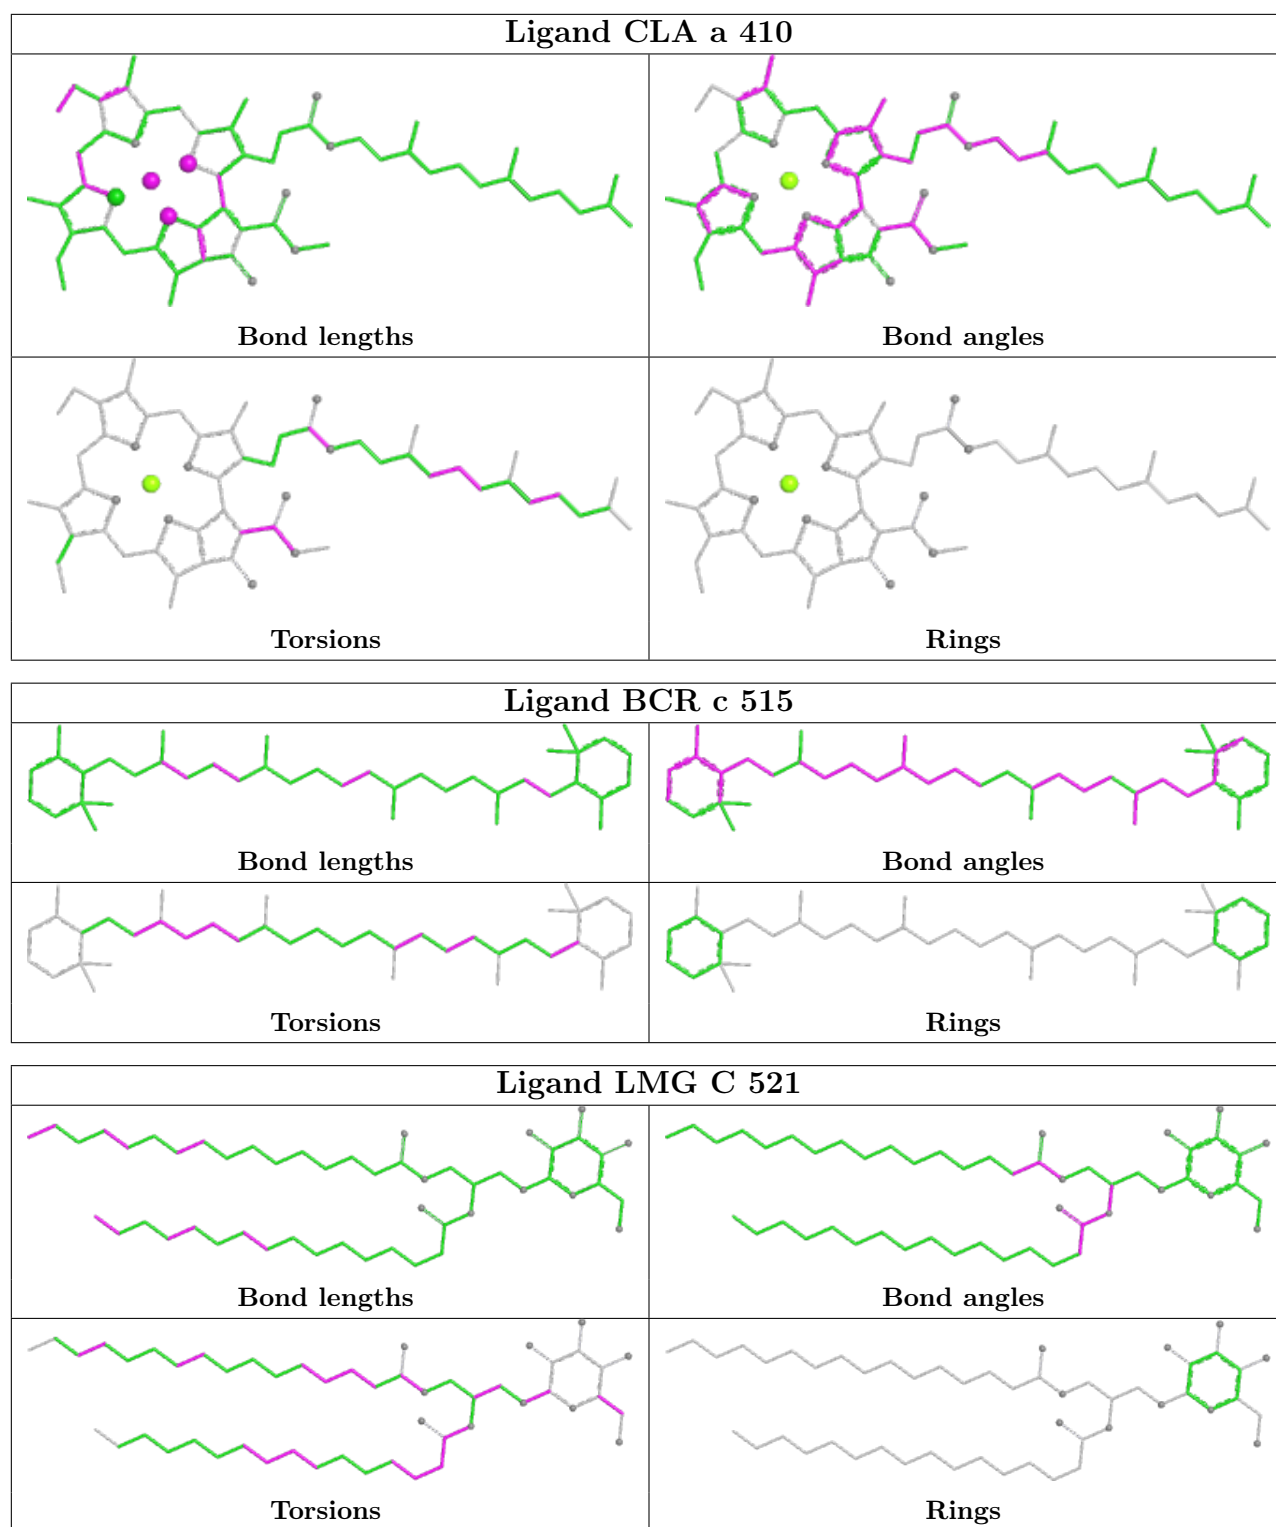 Ligand CLA a 410
Bond lengths
Bond angles
Torsions
Rings
Ligand BCR c 515
Bond lengths
Bond angles
Torsions
Rings
Ligand LMG C 521
Bond lengths
Bond angles
Torsions
Rings